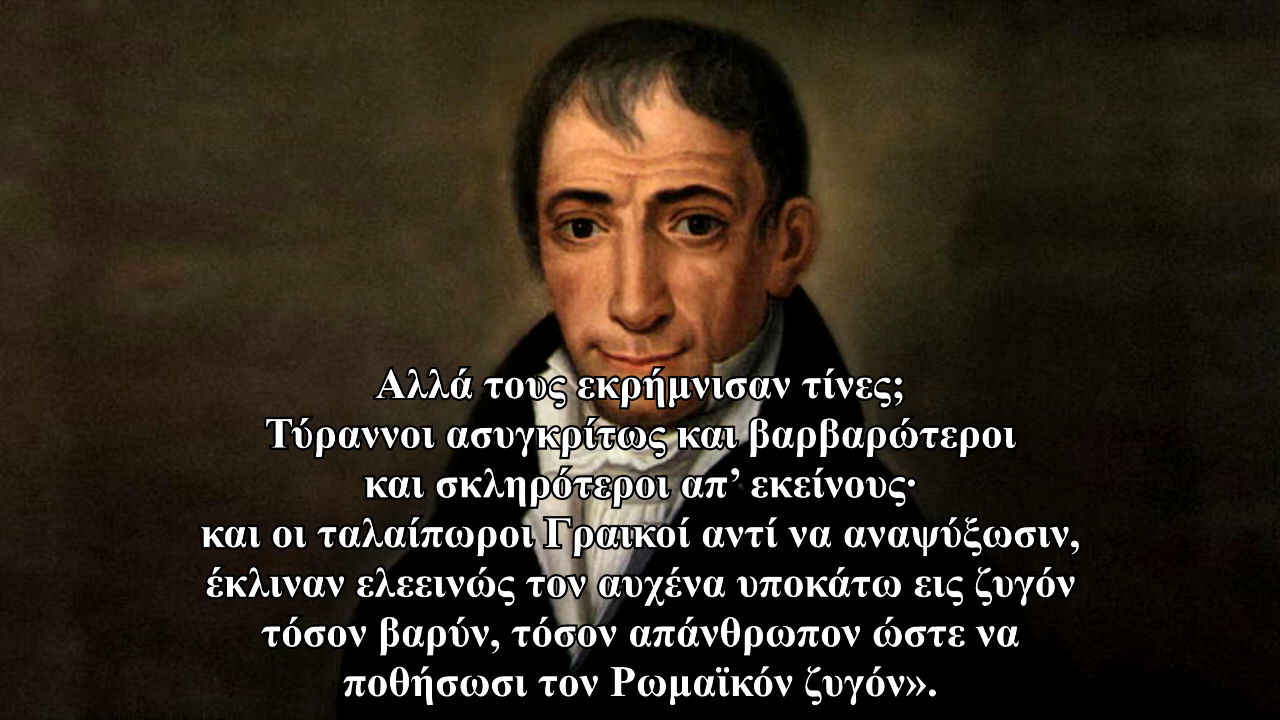 Αλλά τους εκρήμνισαν τίνες;
Τύραννοι ασυγκρίτως και βαρβαρώτεροι
και σκληρότεροι απ’ εκείνους·
και οι ταλαίπωροι Γραικοί αντί να αναψύξωσιν,
έκλιναν ελεεινώς τον αυχένα υποκάτω εις ζυγόν
τόσον βαρύν, τόσον απάνθρωπον ώστε να
ποθήσωσι τον Ρωμαϊκόν ζυγόν».